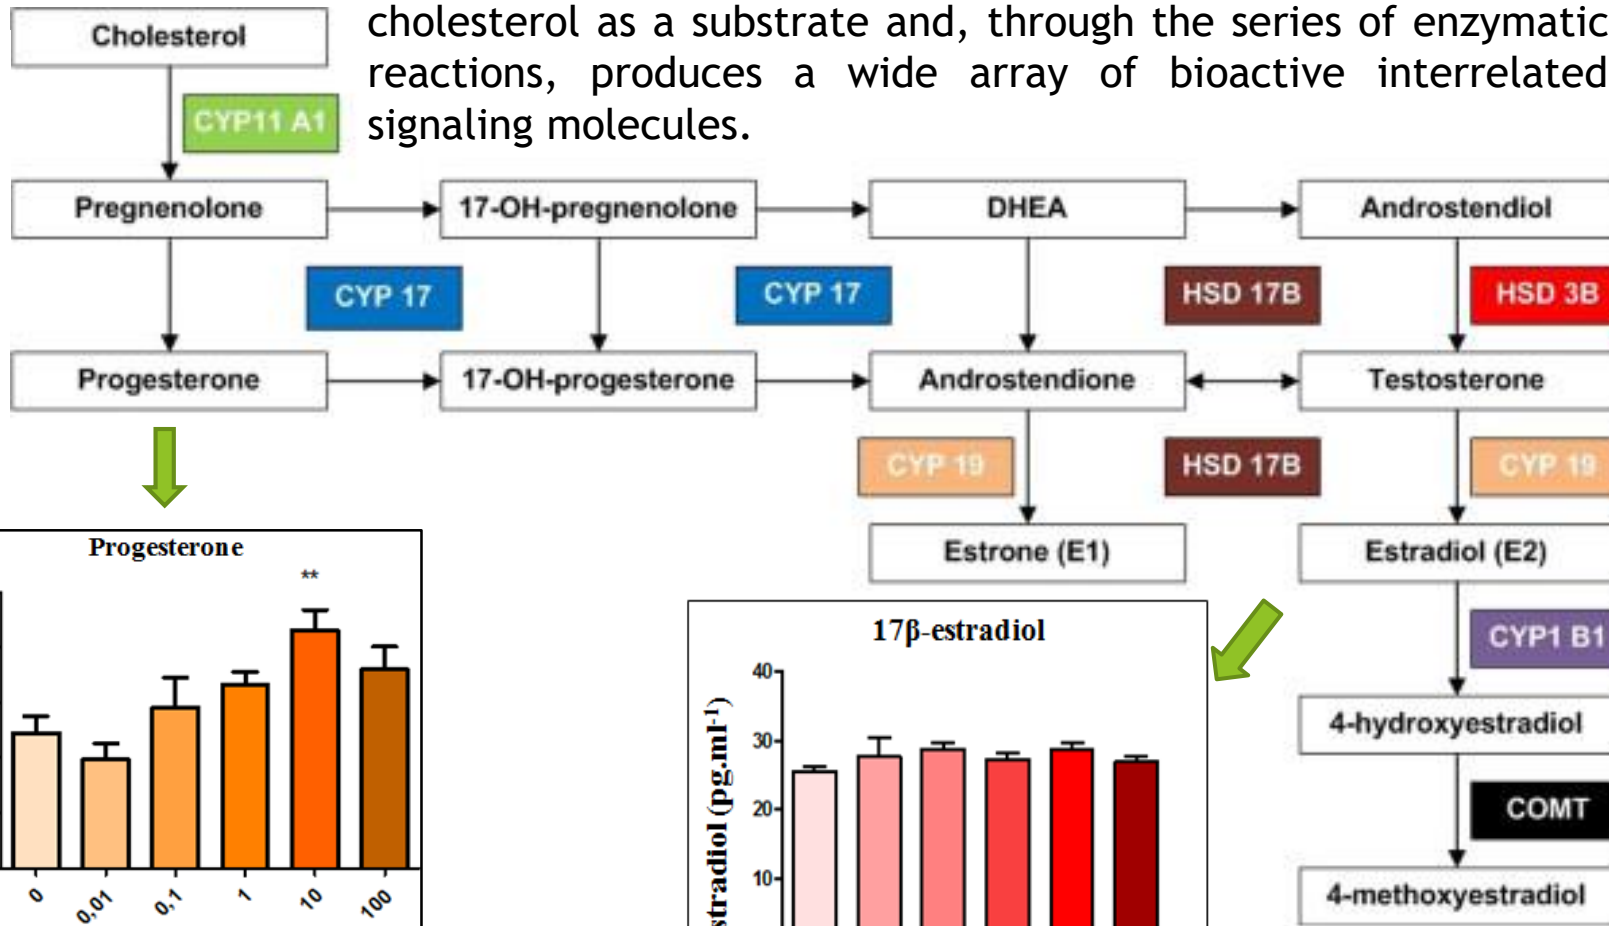 cholesterol as a substrate and, through the series of enzymatic
reactions, produces a wide array of bioactive interrelated
signaling molecules.
Cholesterol
CYP11 A1
Pregnenolone
17-OH-pregnenolone
DHEA
Androstendiol
CYP 17
CYP 17
HSD 17B
HSD 3B
Progesterone
17-OH-progesterone
Androstendione
Testosterone
CYP 19
HSD 17B
CYP 19
Estrone (E1)
Estradiol (E2)
CYP1 B1
4-hydroxyestradiol
COMT
4-methoxyestradiol
Progesterone
**
0
0,01
0,1
1
10
100
17β-estradiol
stradiol (pg.ml-1)
40
30
20
10